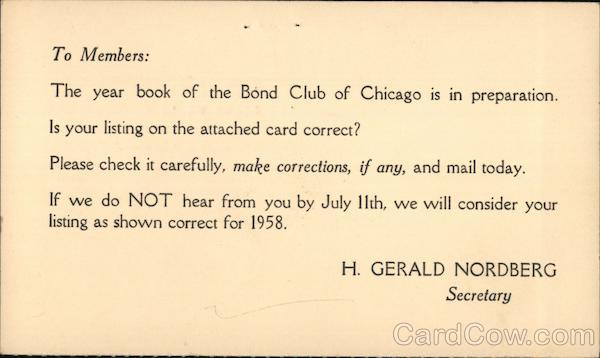 To Members:
The year book of the Bond Club of Chicago is in preparation.
Is your listing on the attached card correct?
Please check it carefully, make corrections, if any, and mail today.
If we do NOT hear from you by July 11th, we will consider your
listing as shown correct for 1958.
H. GERALD NORDBERG
Secretary
CardCow.com